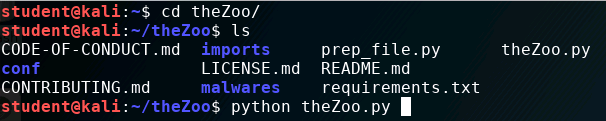 student@kali:~$ cd theZoo/
student@kali:~/theZoo$ ls
CODE-OF-CONDUCT.md  imports   prep_file.py      theZoo.py
conf                LICENSE.md  README.md
CONTRIBUTING.md     malwares  requirements.txt
student@kali:~/theZoo$ python theZoo.py